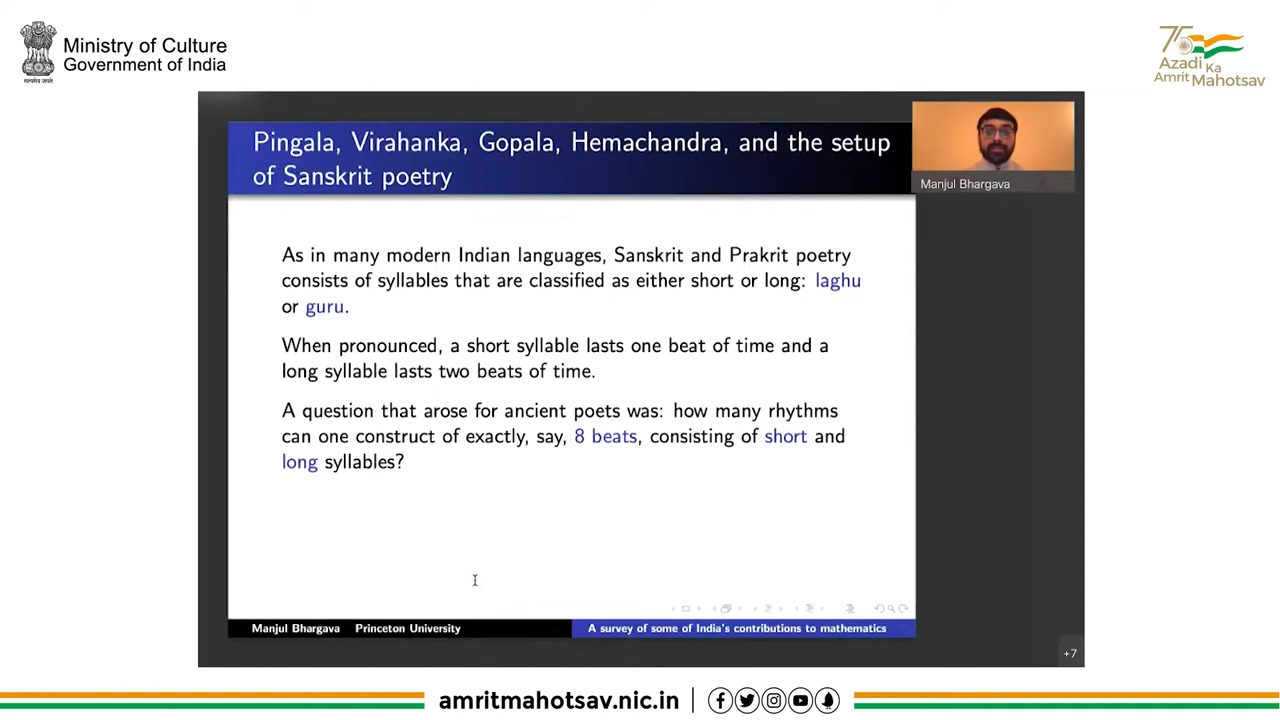 Ministry of Culture
Government of India
75
Azadi
Ka
Amrit Mahotsav
Pingala, Virahanka, Gopala, Hemachandra, and the setup
of Sanskrit poetry
Manjul Bhargava
As in many modern Indian languages, Sanskrit and Prakrit poetry
consists of syllables that are classified as either short or long: laghu
or guru.
When pronounced, a short syllable lasts one beat of time and a
long syllable lasts two beats of time.
A question that arose for ancient poets was: how many rhythms
can one construct of exactly, say, 8 beats, consisting of short and
long syllables?
Manjul Bhargava Princeton University
A survey of some of India's contributions to mathematics
+7
amritmahotsav.nic.in